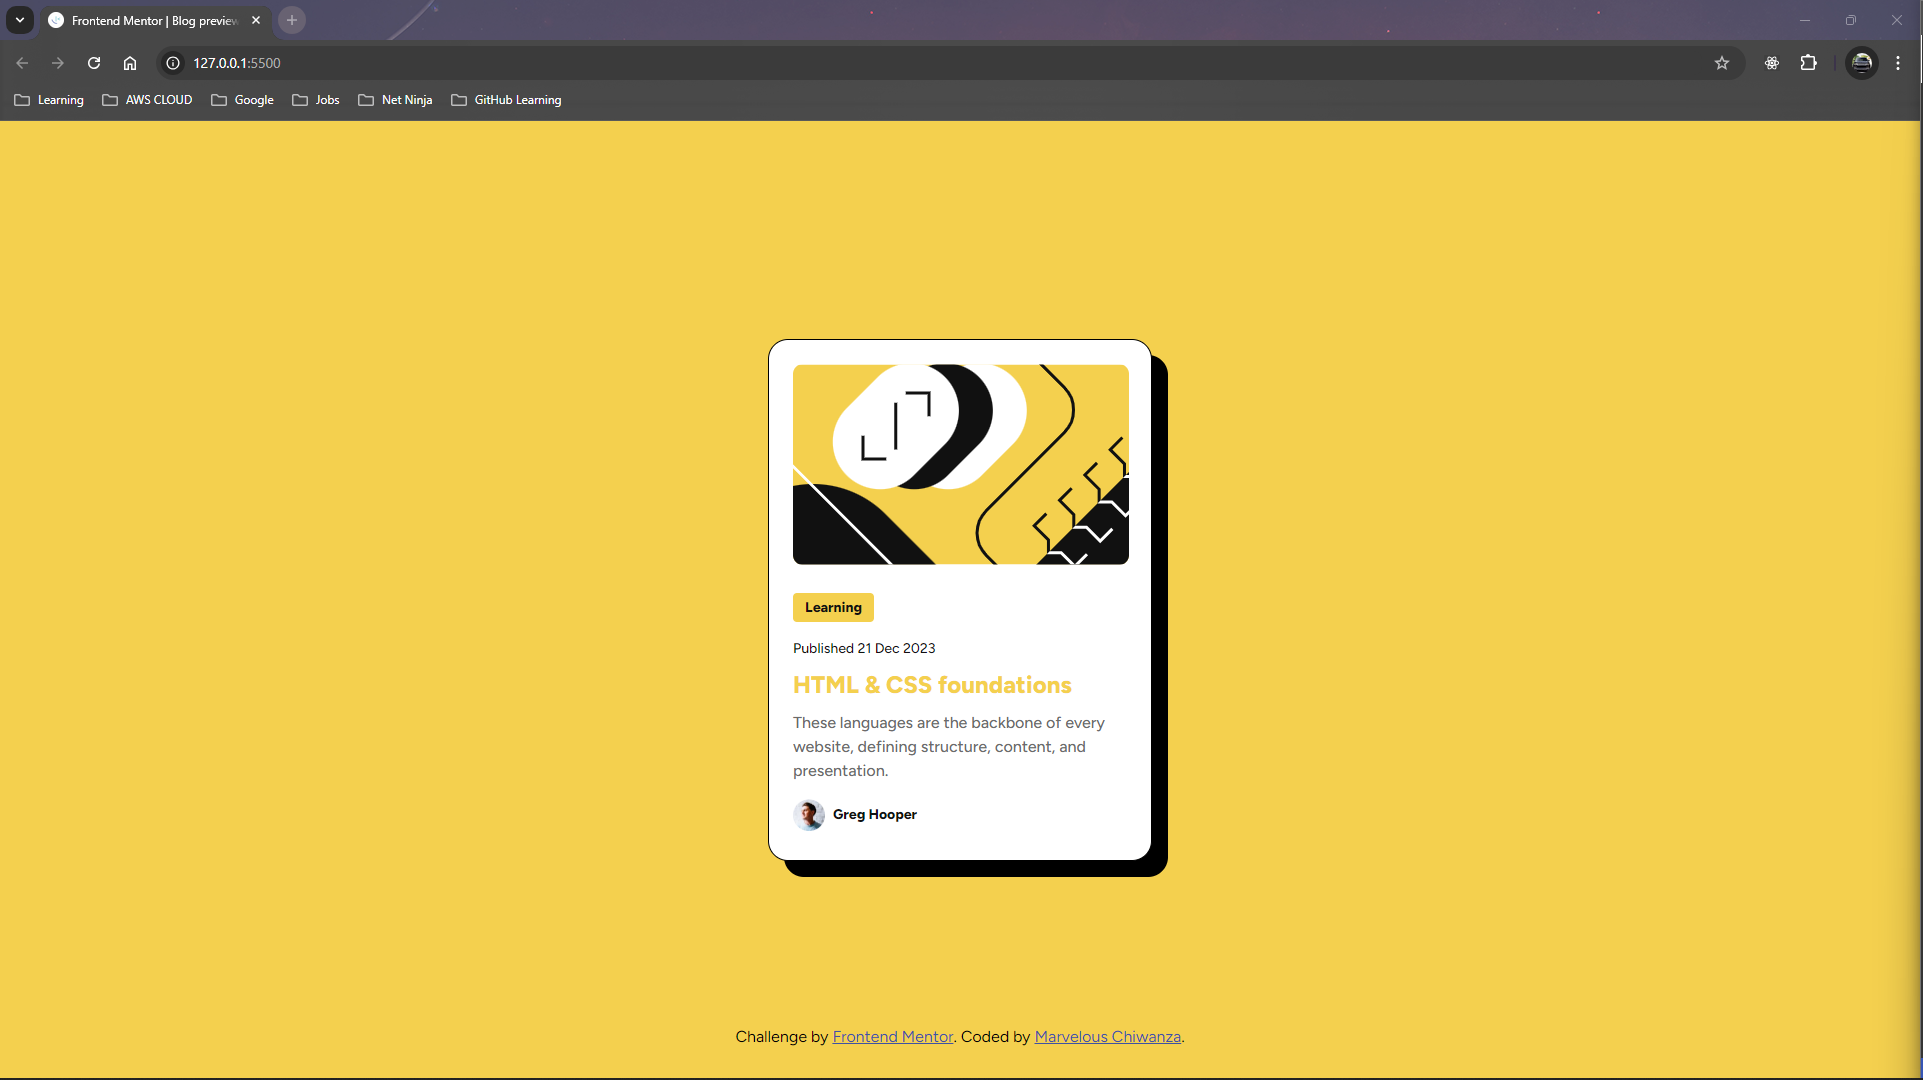 Frontend Mentor | Blog preview
127.0.0.1:5500
Learning AWS CLOUD Google Jobs Net Ninja GitHub Learning
Learning
Published 21 Dec 2023
HTML & CSS foundations
These languages are the backbone of every
website, defining structure, content, and
presentation.
Greg Hooper
Challenge by Frontend Mentor. Coded by Marvelous Chiwanza.